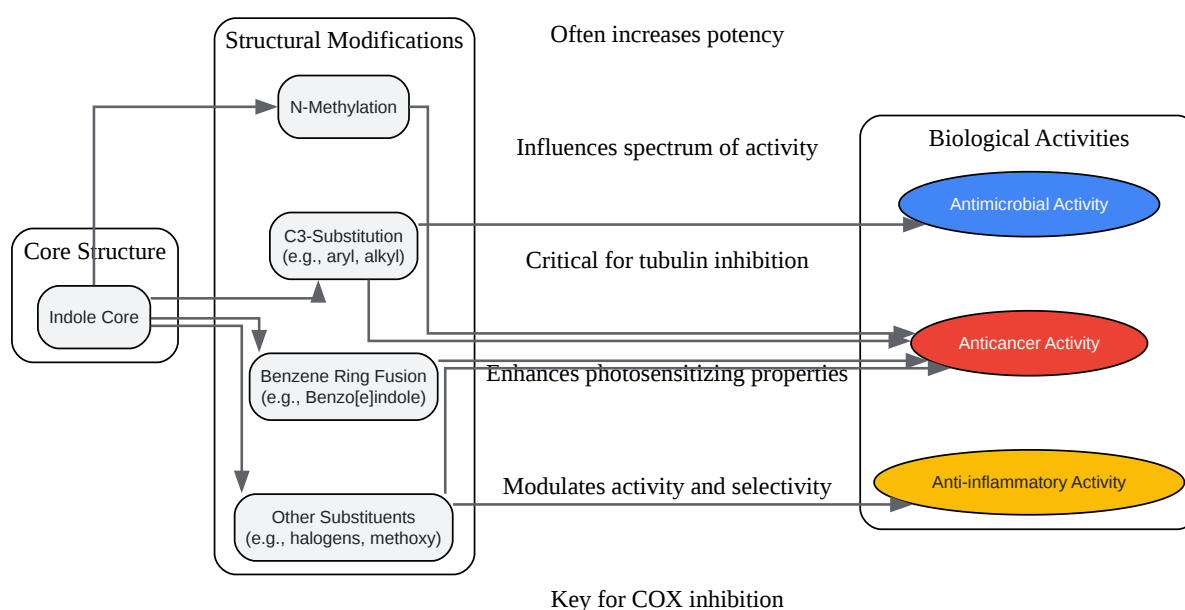 Often increases potency
Structural Modifications
N-Methylation
Influences spectrum of activity
Biological Activities
Antimicrobial Activity
C3-Substitution
(e.g., aryl, alkyl)
Core Structure
Critical for tubulin inhibition
Indole Core
Anticancer Activity
Benzene Ring Fusion
(e.g., Benzo[e]indole)
Enhances photosensitizing properties
Modulates activity and selectivity
Anti-inflammatory Activity
Other Substituents
(e.g., halogens, methoxy)
Key for COX inhibition